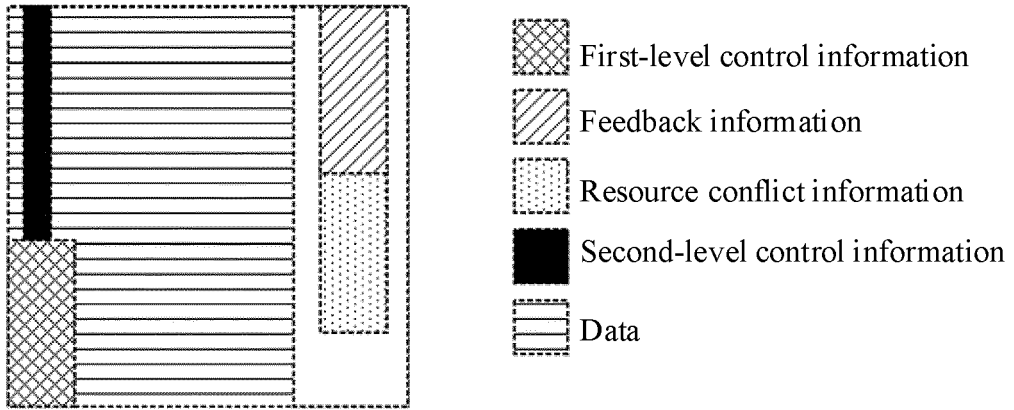 First-level control information
Feedback information
Resource conflict information
Second-level control information
Data